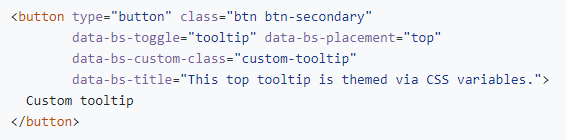 <button type="button" class="btn btn-secondary"
        data-bs-toggle="tooltip" data-bs-placement="top"
        data-bs-custom-class="custom-tooltip"
        data-bs-title="This top tooltip is themed via CSS variables.">
  Custom tooltip
</button>